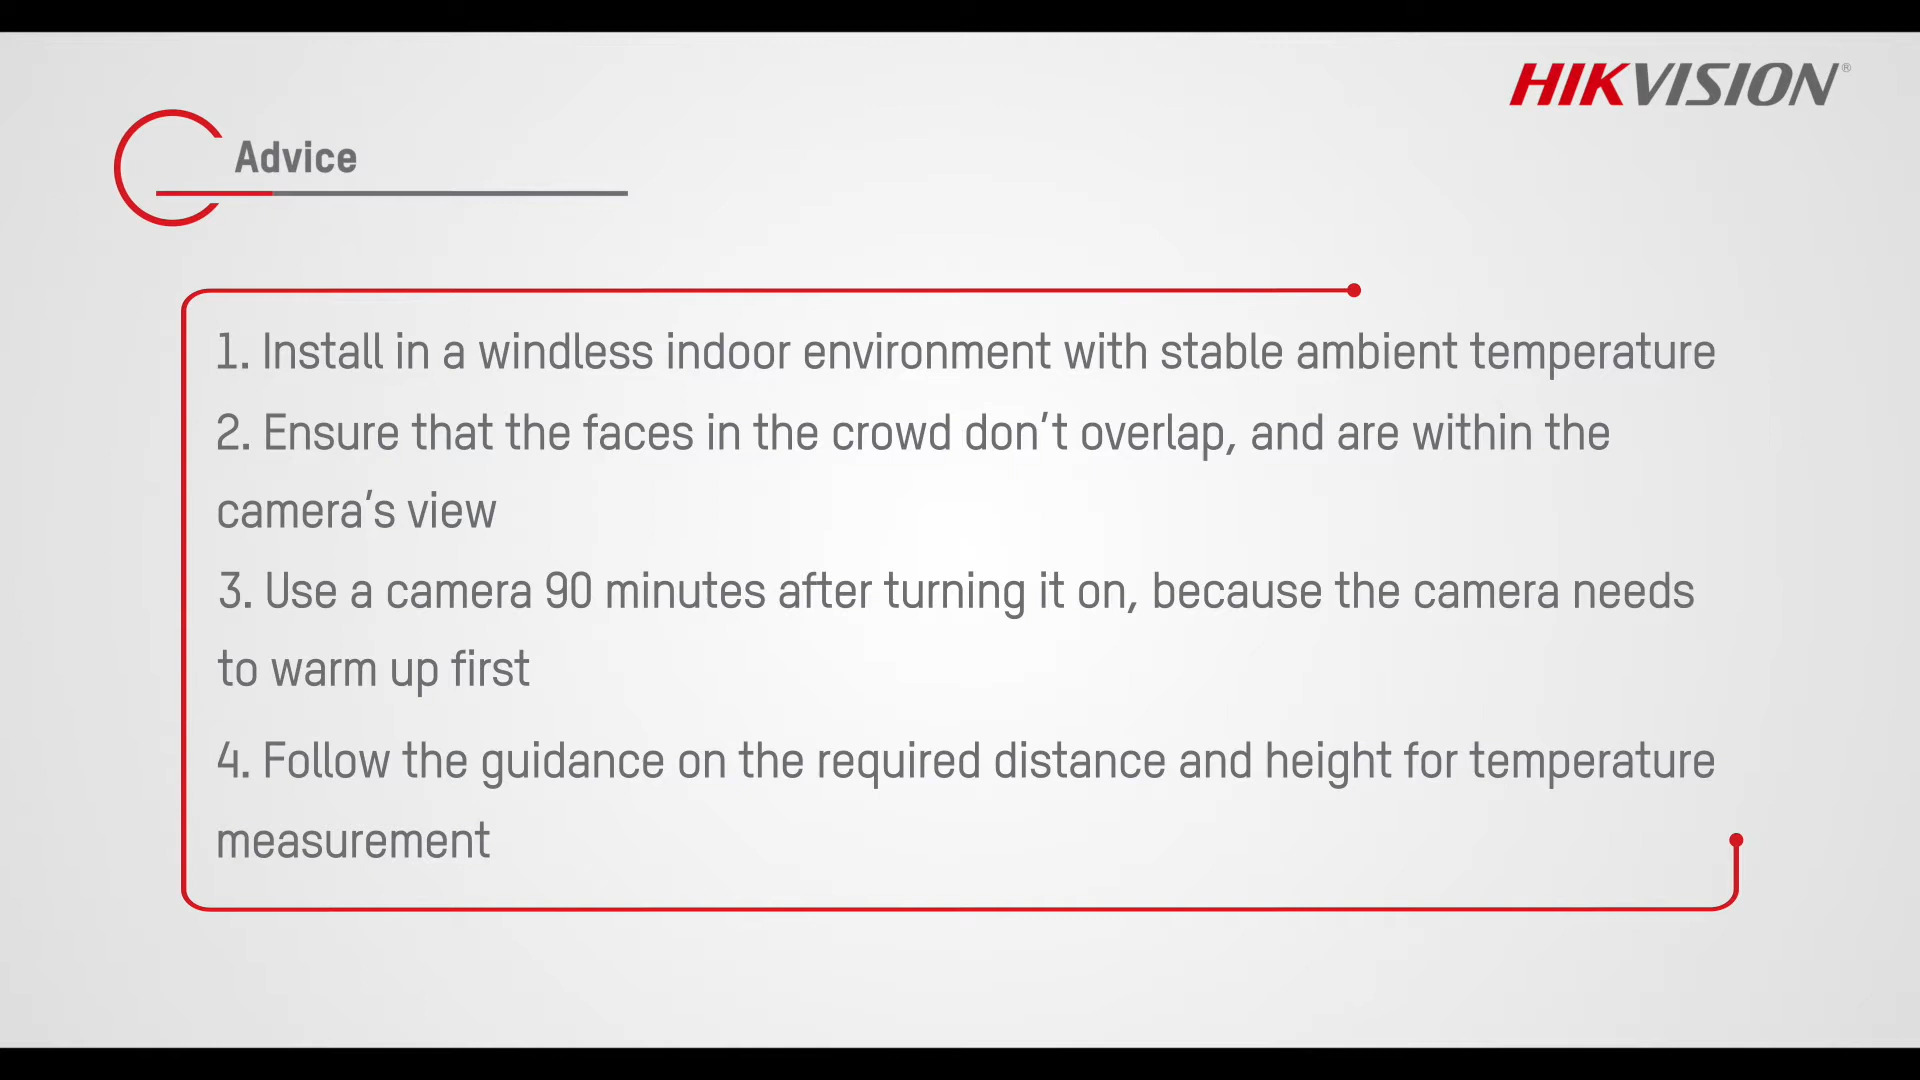 HIKVISION®
Advice
1. Install in a windless indoor environment with stable ambient temperature
2. Ensure that the faces in the crowd don't overlap, and are within the
camera's view
3. Use a camera 90 minutes after turning it on, because the camera needs
to warm up first
4. Follow the guidance on the required distance and height for temperature
measurement